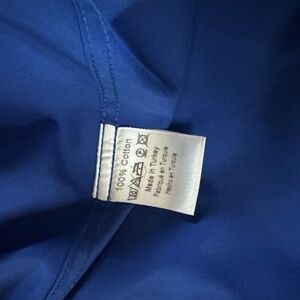 100% Cotton
Made in Turkey
Fabriqué en Turquie
Hecho en Turquia